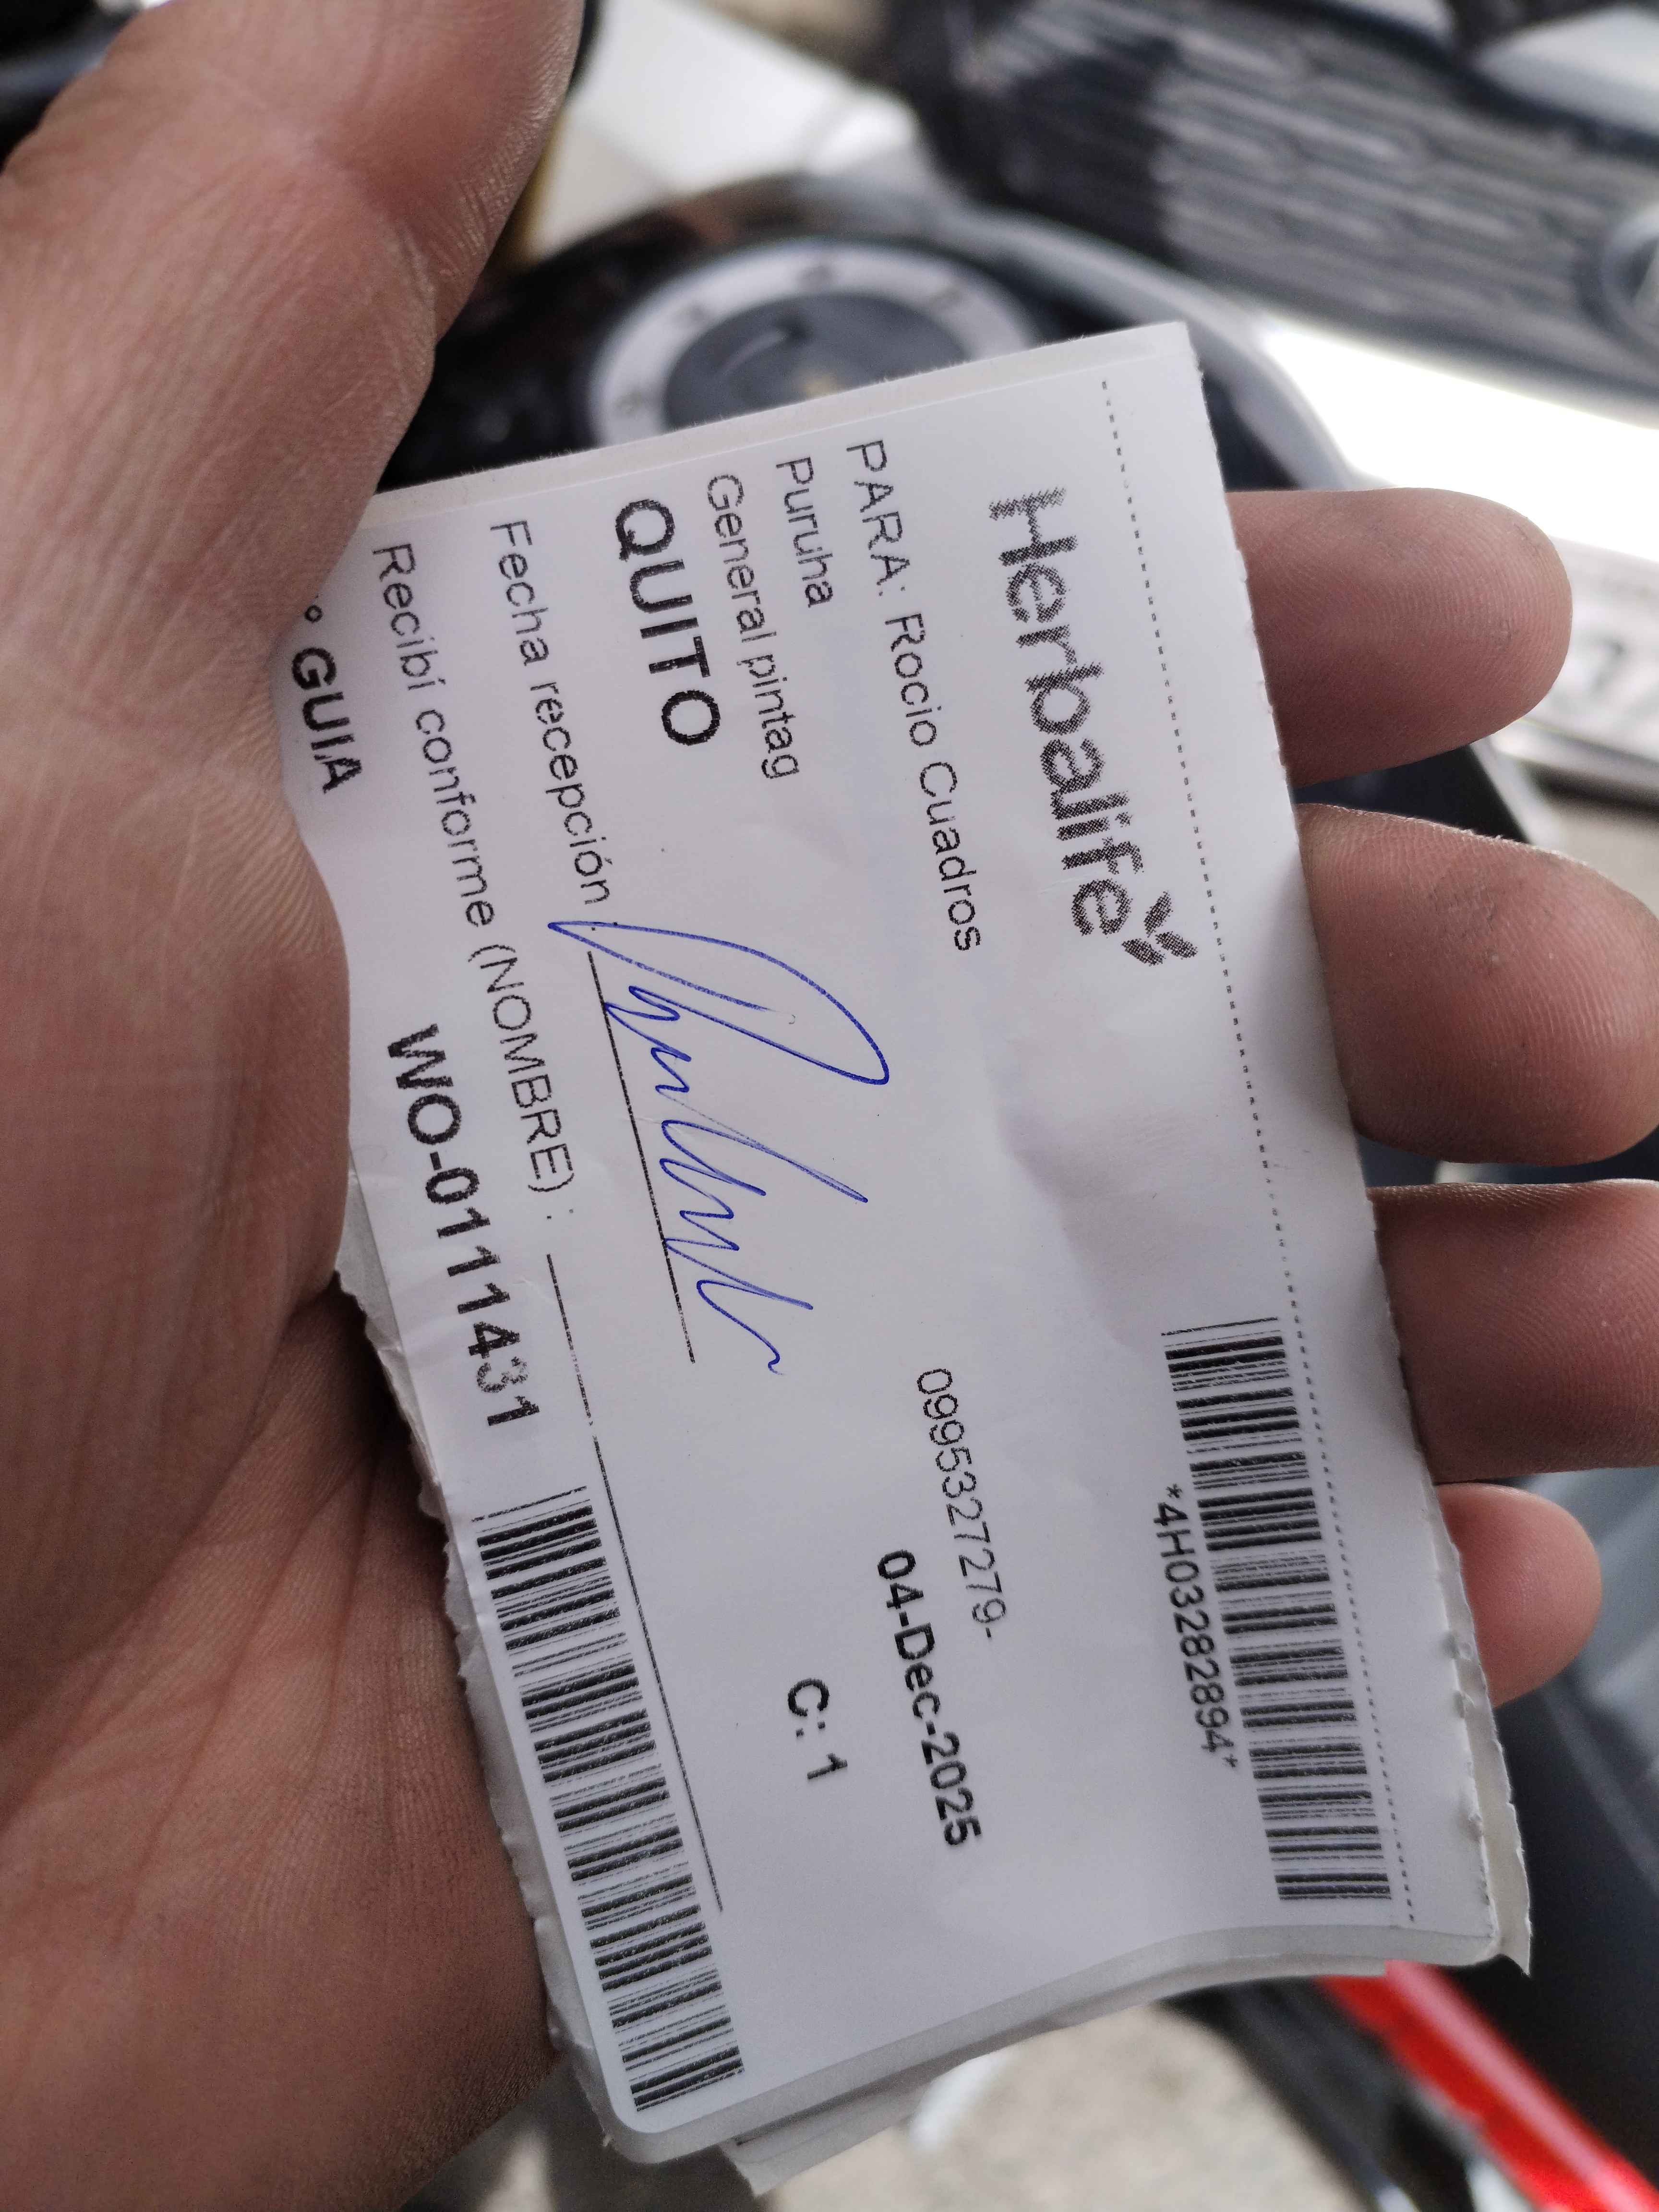 Herbalife
*4H03282894*
PARA: Rocio Cuadros 0995327279-
Puruha 04-Dec-2025
General pintag
QUITO C: 1
Fecha recepción
Recibí conforme (NOMBRE) :
° GUIA WO-0111431